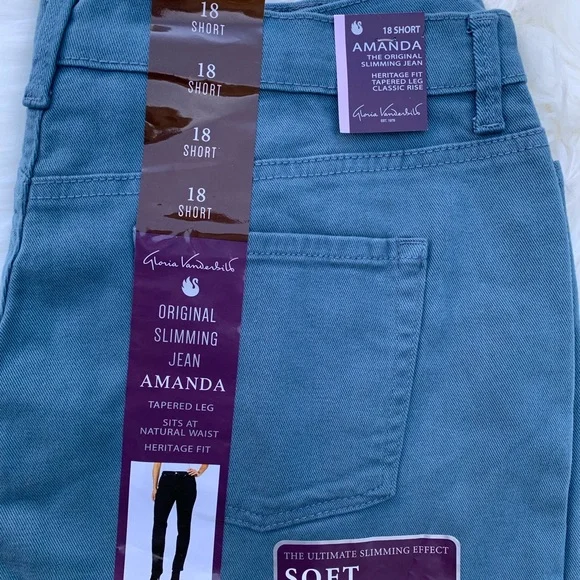 18
SHORT
18
SHORT
18
SHORT
18
SHORT
Gloria Vanderbilt
ORIGINAL
SLIMMING
JEAN
AMANDA
TAPERED LEG
SITS AT
NATURAL WAIST
HERITAGE FIT
18 SHORT
AMANDA
THE ORIGINAL
SLIMMING JEAN
HERITAGE FIT
TAPERED LEG
CLASSIC RISE
Gloria Vanderbilt
EST. 1976
THE ULTIMATE SLIMMING EFFECT
SOFT